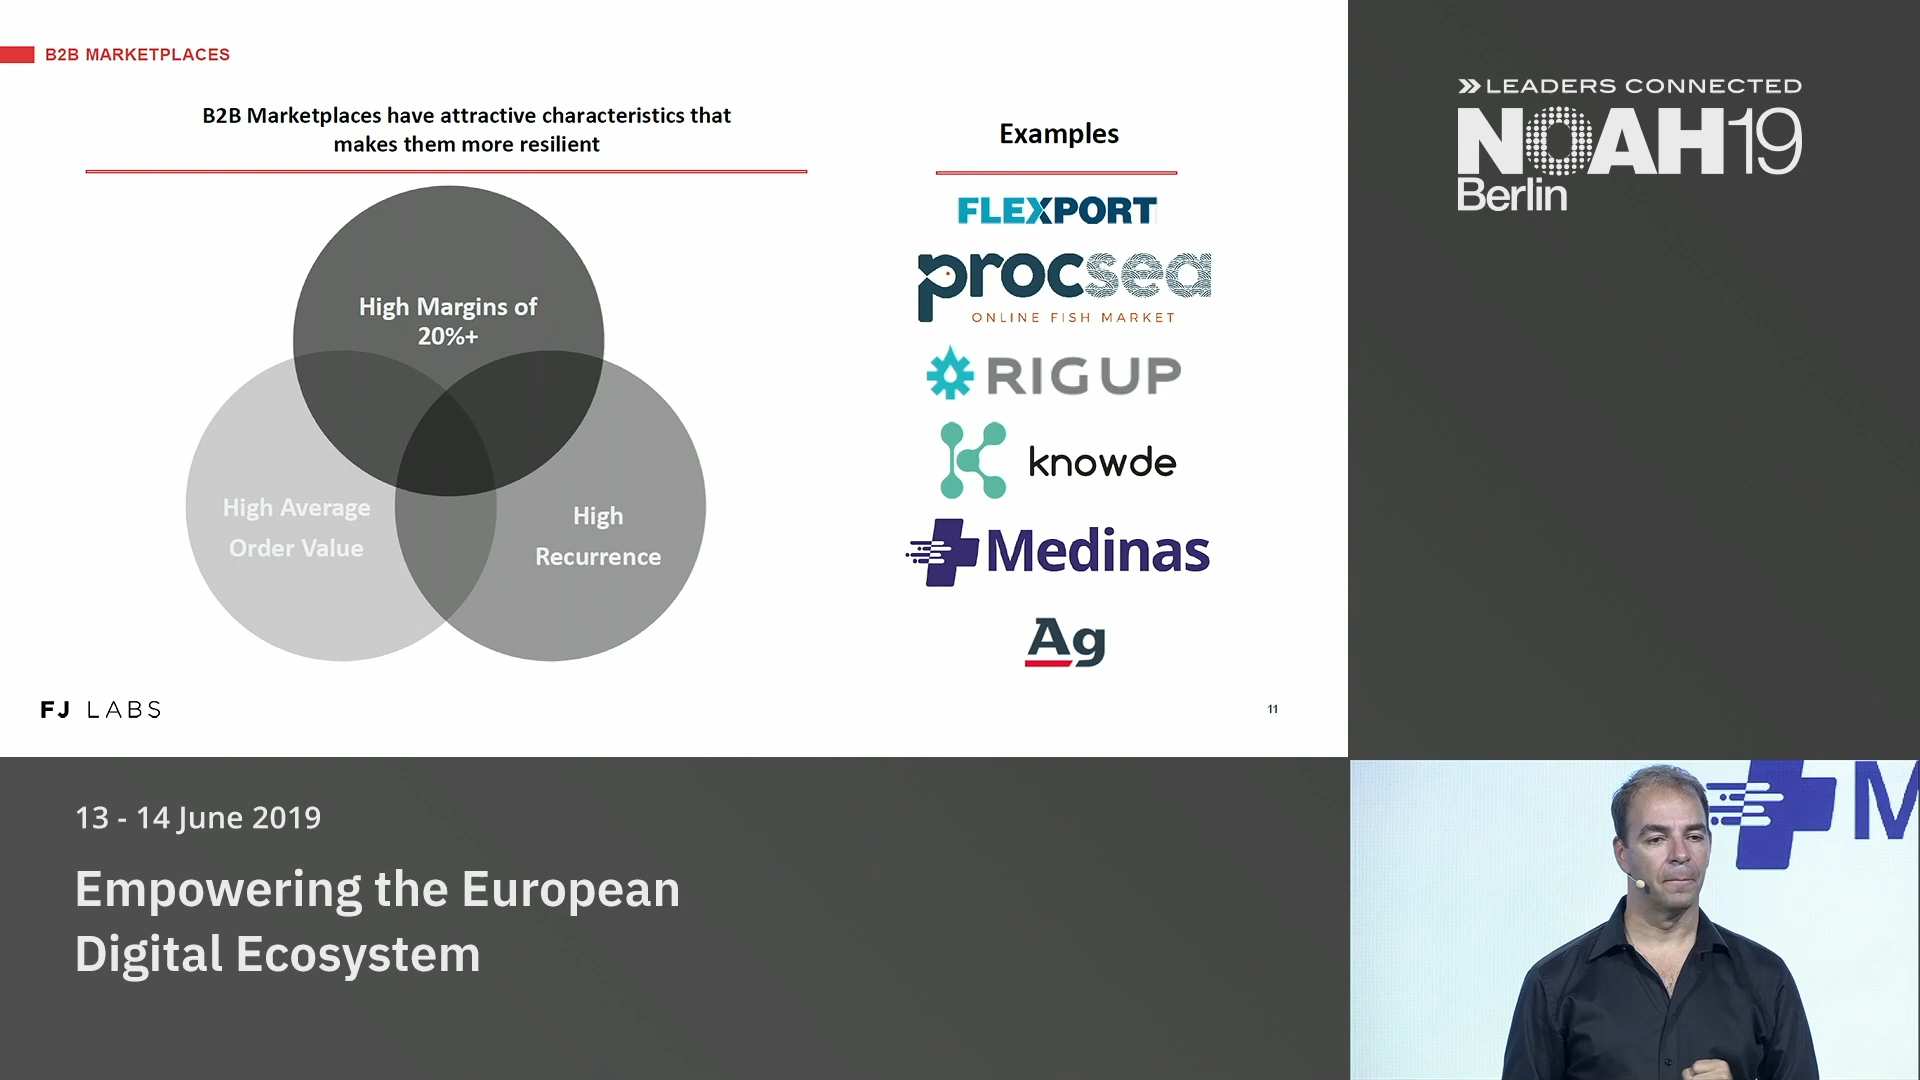 B2B MARKETPLACES
B2B Marketplaces have attractive characteristics that
makes them more resilient
High Margins of
20%+
High Average
Order Value
High
Recurrence
Examples
FLEXPORT
procsea
ONLINE FISH MARKET
RIGUP
knowde
Medinas
Ag
FJ LABS
11
LEADERS CONNECTED
NOAH19
Berlin
13 - 14 June 2019
Empowering the European
Digital Ecosystem
M